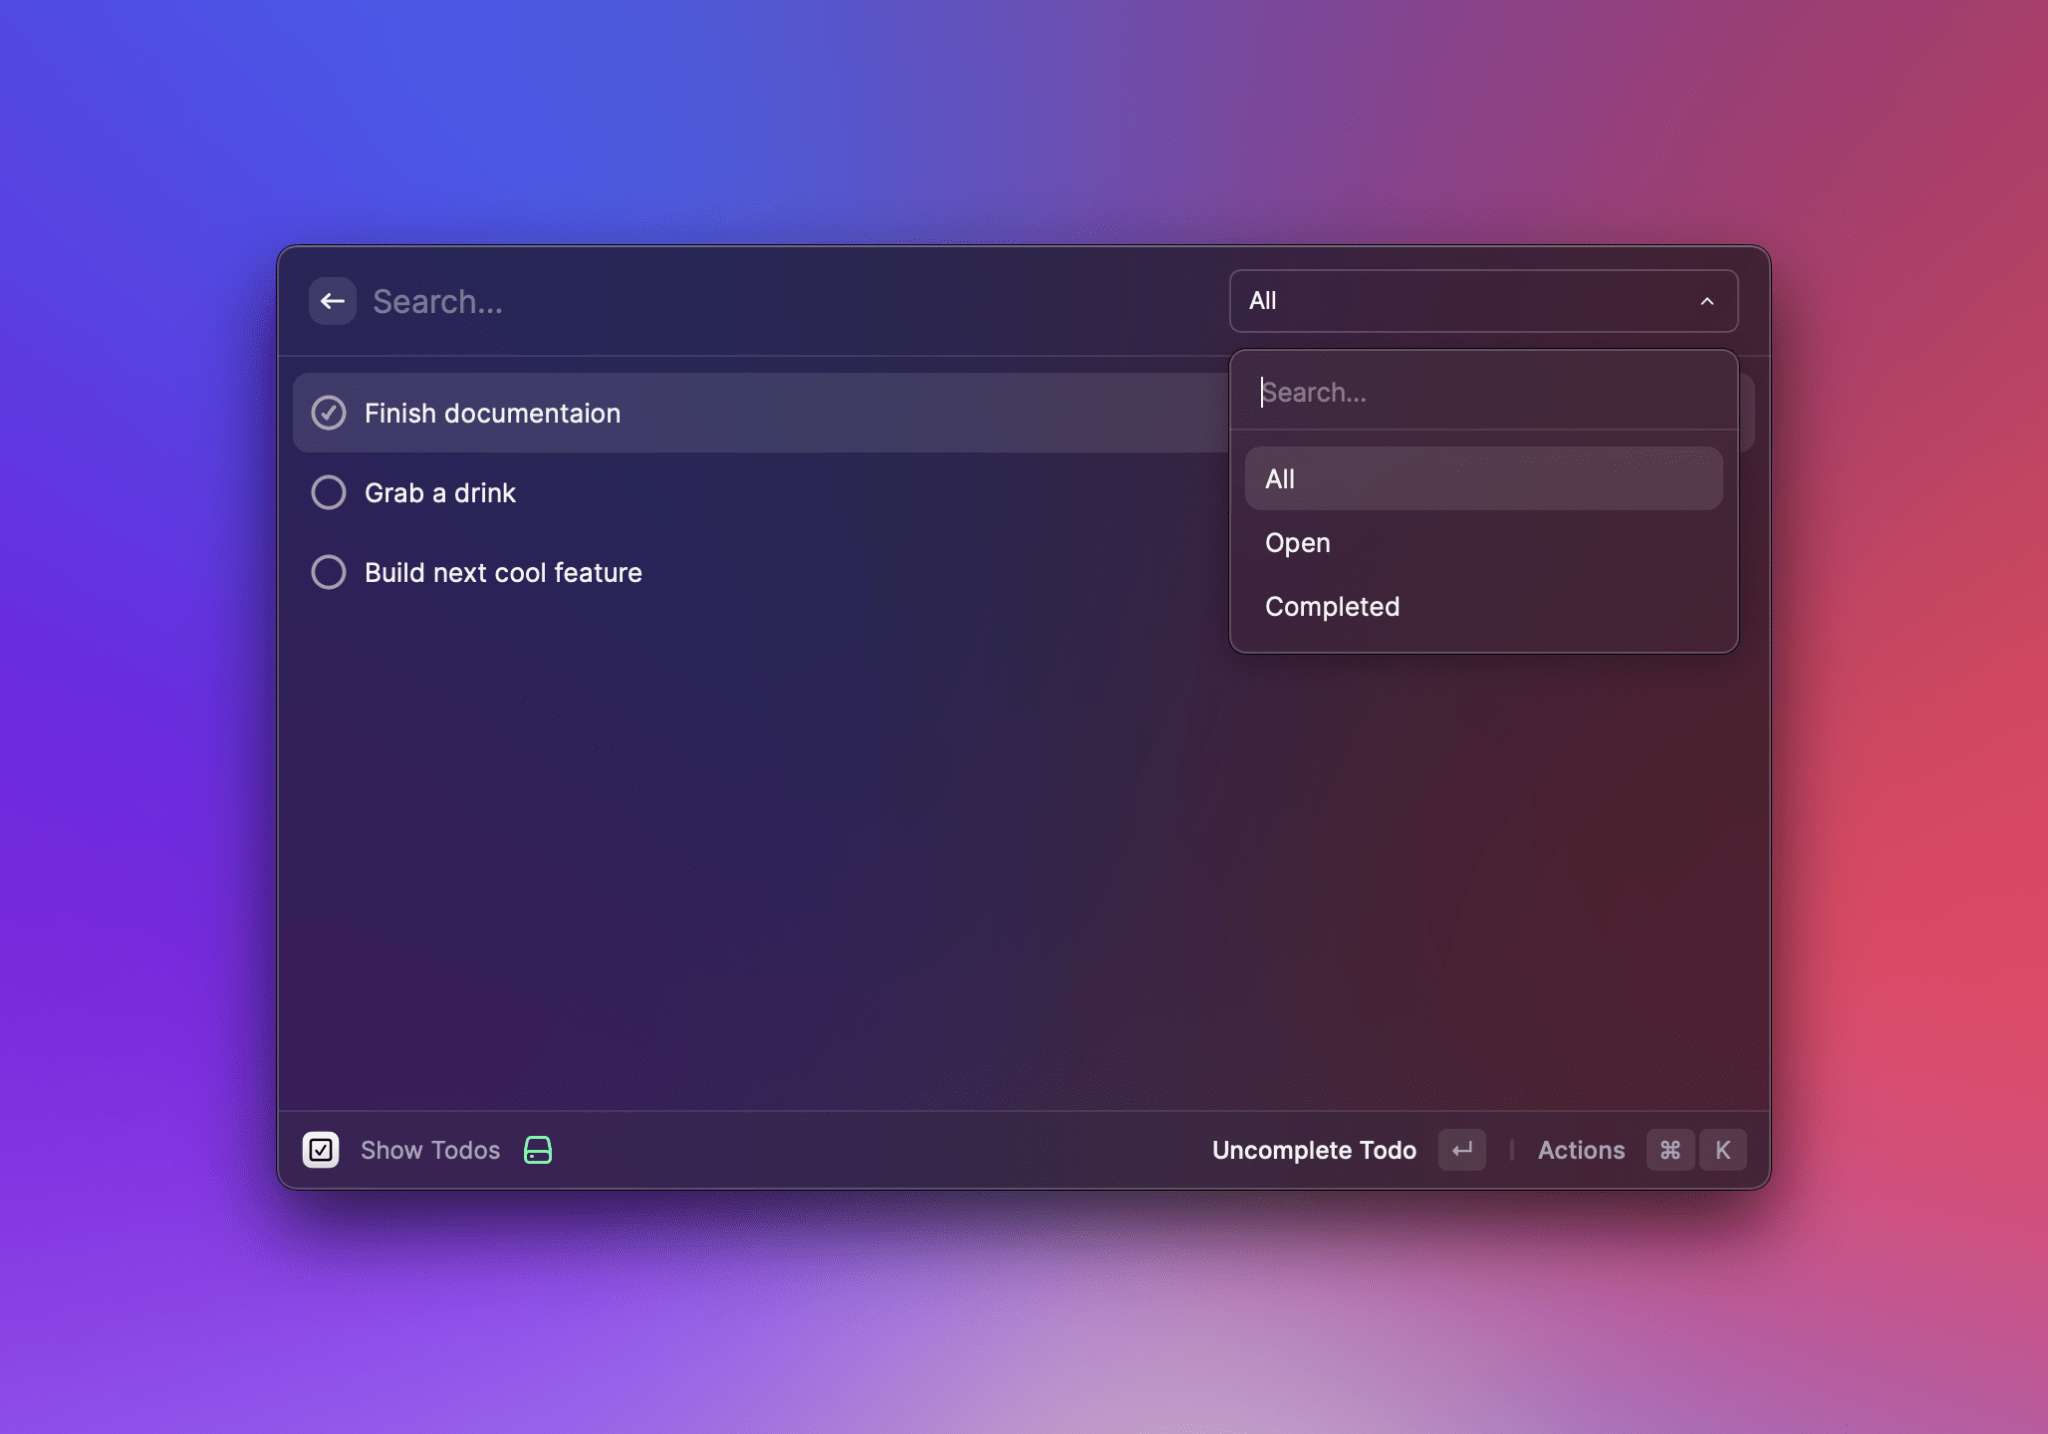 Search...
All
Search...
All
Open
Completed
Finish documentaion
Grab a drink
Build next cool feature
Show Todos
Uncomplete Todo
Actions
⌘ K